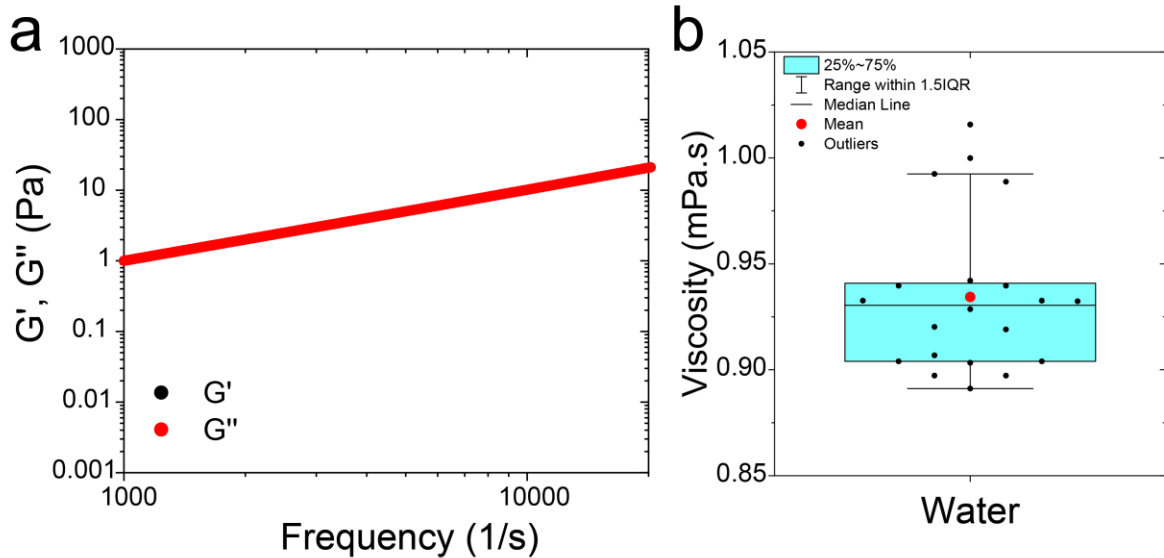 a
1000
100
10
1
0.1
0.01
0.001
G', G'' (Pa)
G'
G''
1000
10000
Frequency (1/s)
b
1.05
1.00
0.95
0.90
0.85
Viscosity (mPa.s)
25%~75%
Range within 1.5IQR
Median Line
Mean
Outliers
Water